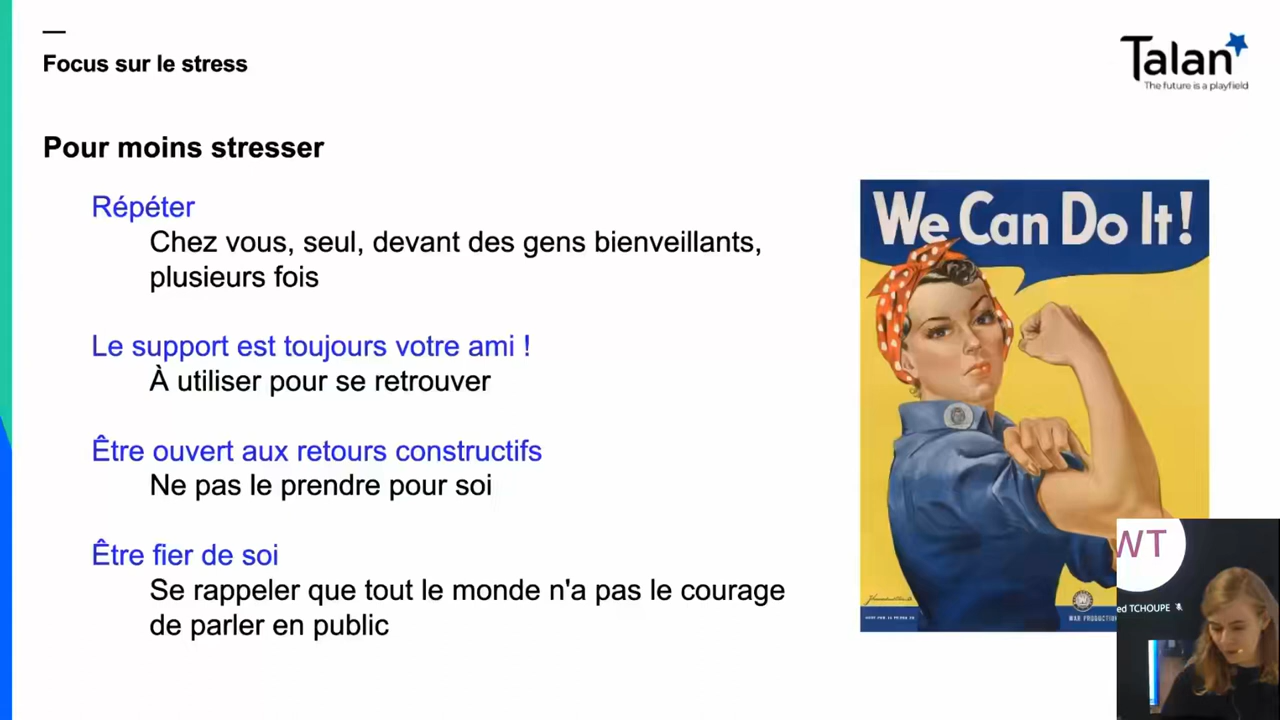 Focus sur le stress
Talan
The future is a playfield
Pour moins stresser
Répéter
Chez vous, seul, devant des gens bienveillants,
plusieurs fois
Le support est toujours votre ami !
À utiliser pour se retrouver
Être ouvert aux retours constructifs
Ne pas le prendre pour soi
Être fier de soi
Se rappeler que tout le monde n'a pas le courage
de parler en public
We Can Do It!
WAR PRODUCTION
WT
ed TCHOUPE